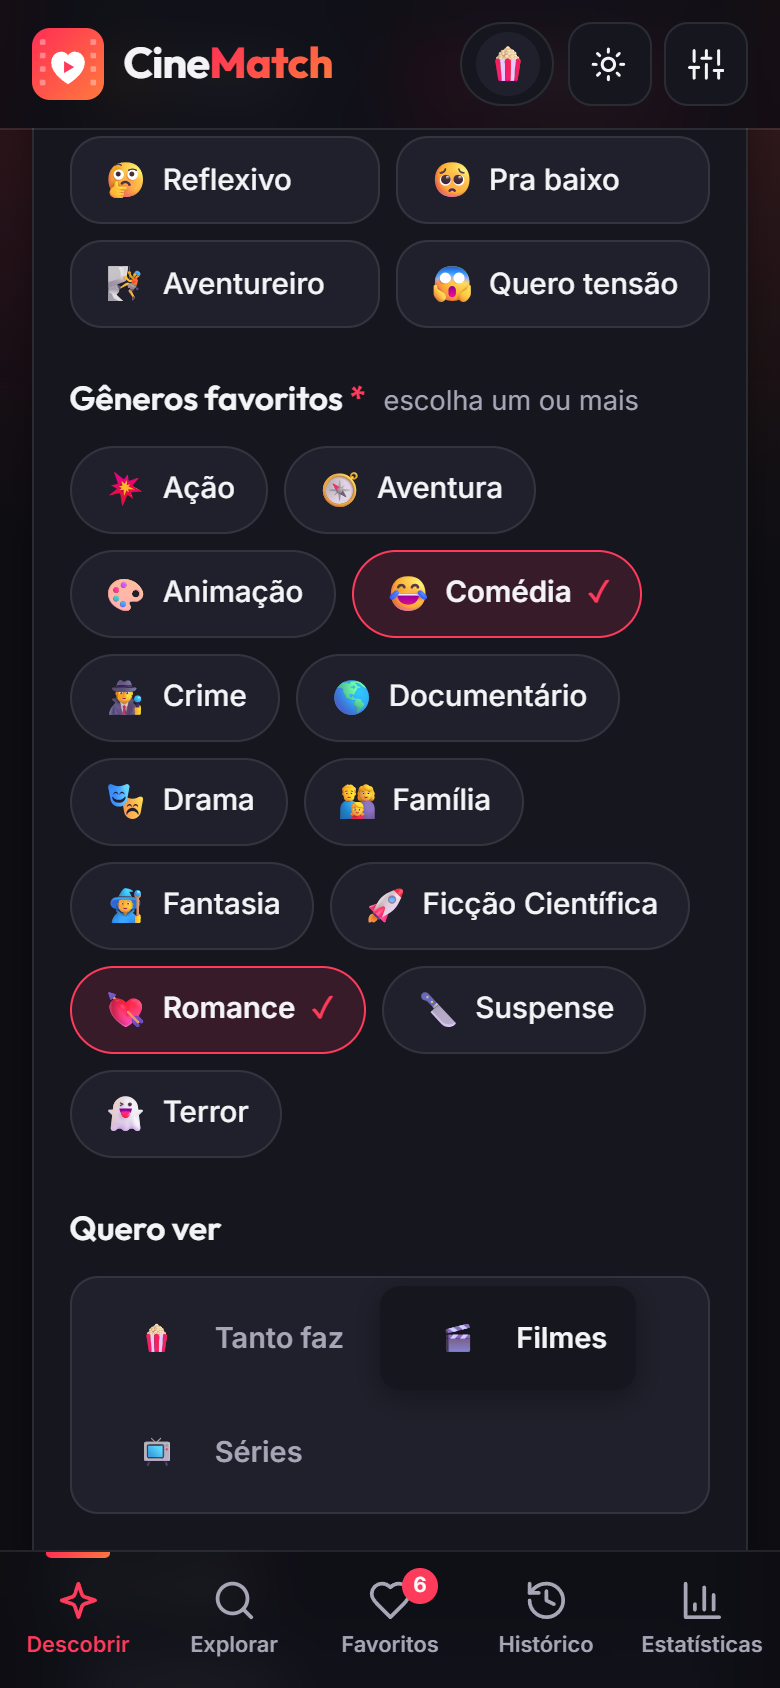 CineMatch
Reflexivo
Pra baixo
Aventureiro
Quero tensão
Gêneros favoritos * escolha um ou mais
Ação
Aventura
Animação
Comédia ✓
Crime
Documentário
Drama
Família
Fantasia
Ficção Científica
Romance ✓
Suspense
Terror
Quero ver
Tanto faz
Filmes
Séries
6
Descobrir
Explorar
Favoritos
Histórico
Estatísticas